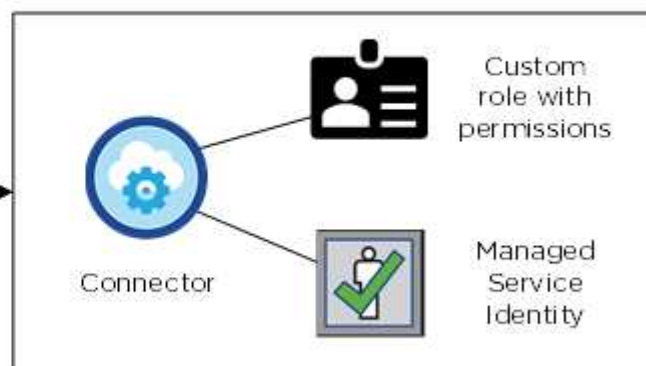 Custom
role with
permissions
Connector
Managed
Service
Identity